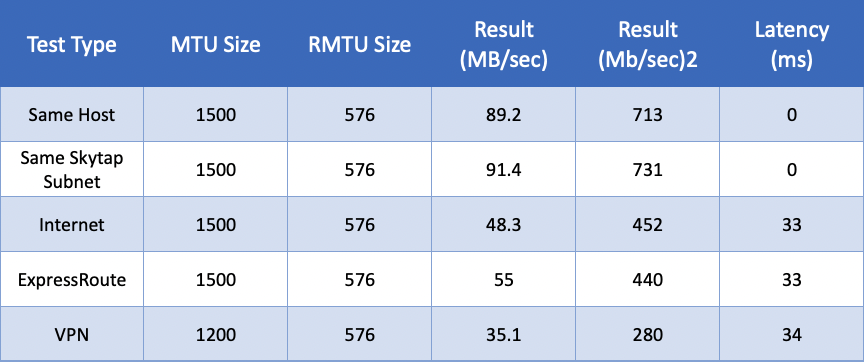 Test Type MTU Size RMTU Size Result (MB/sec) Result (Mb/sec)2 Latency (ms)
Same Host 1500 576 89.2 713 0
Same Skytap Subnet 1500 576 91.4 731 0
Internet 1500 576 48.3 452 33
ExpressRoute 1500 576 55 440 33
VPN 1200 576 35.1 280 34